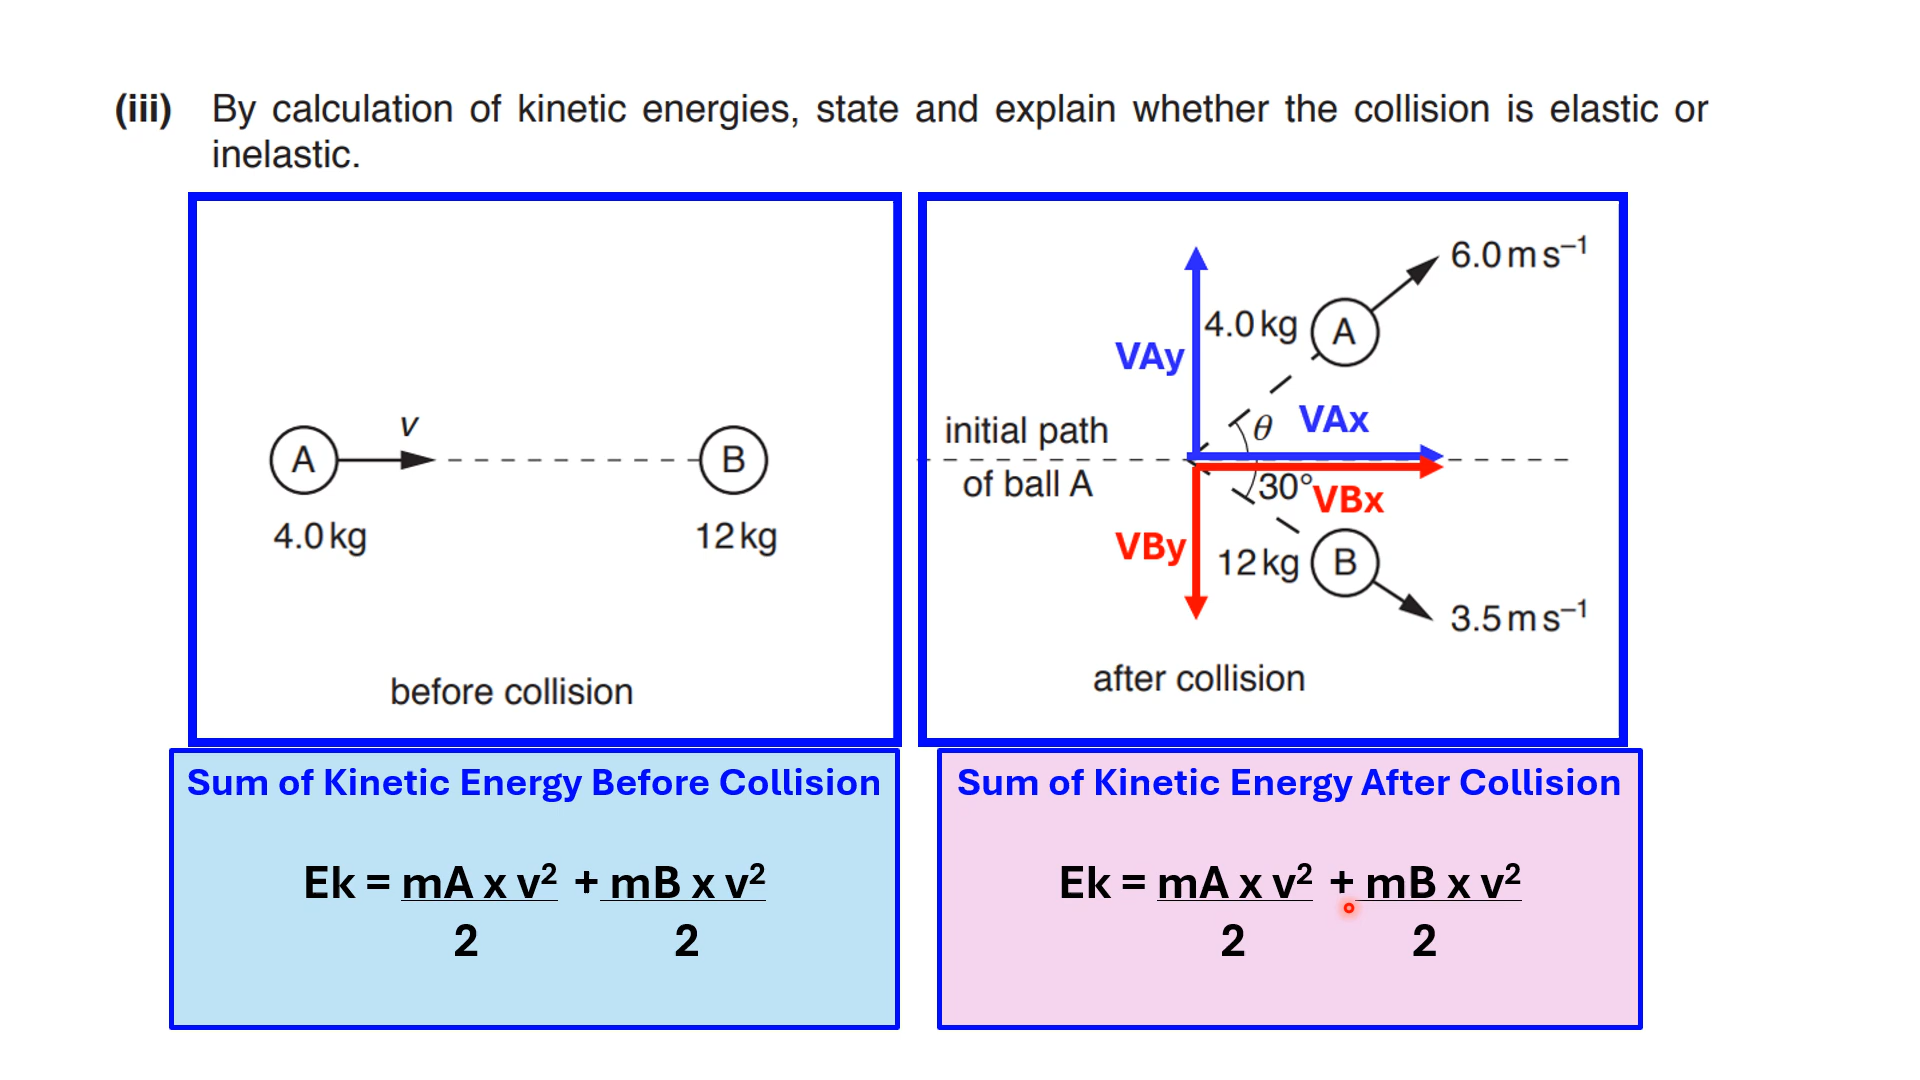 (iii) By calculation of kinetic energies, state and explain whether the collision is elastic or
inelastic.
v
A
B
4.0 kg
12 kg
before collision
6.0 m s⁻¹
4.0 kg
A
VAy
θ
VAx
initial path
of ball A
30°
VBx
VBy
12 kg
B
3.5 m s⁻¹
after collision
Sum of Kinetic Energy Before Collision
Ek = mA x v² + mB x v²
2 2
Sum of Kinetic Energy After Collision
Ek = mA x v² + mB x v²
2 2